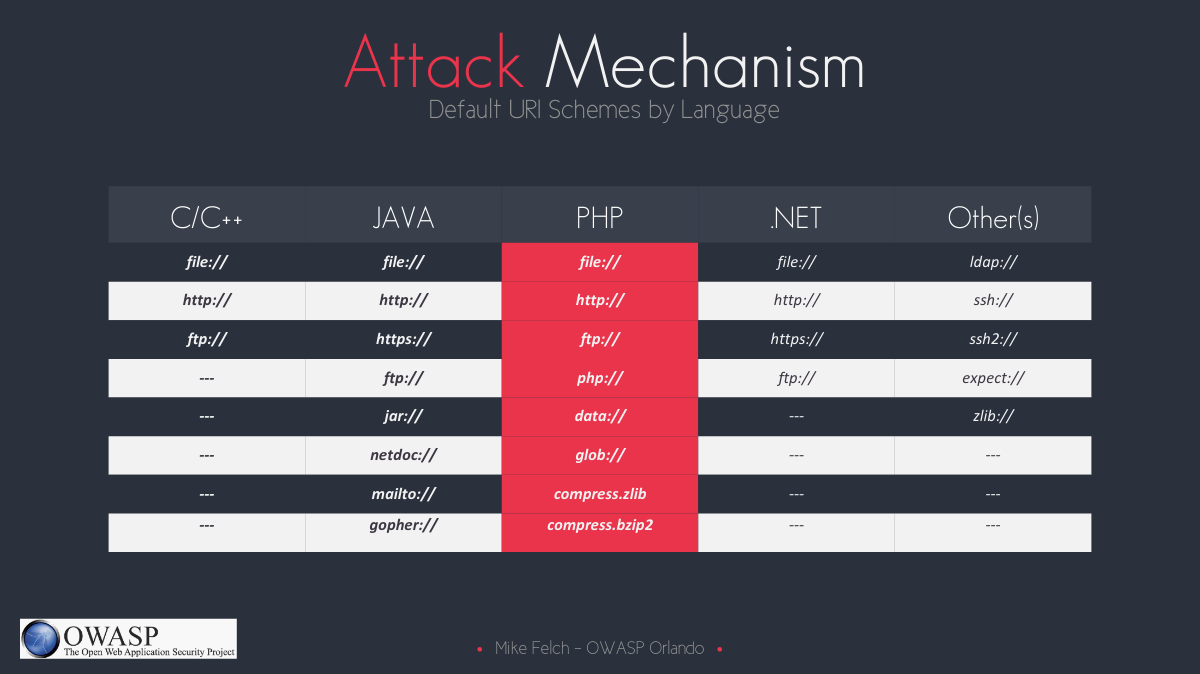 Attack Mechanism
Default URI Schemes by Language
C/C++ JAVA PHP .NET Other(s)
file:// file:// file:// file:// ldap://
http:// http:// http:// http:// ssh://
ftp:// https:// ftp:// https:// ssh2://
--- ftp:// php:// ftp:// expect://
--- jar:// data:// --- zlib://
--- netdoc:// glob:// --- ---
--- mailto:// compress.zlib --- ---
--- gopher:// compress.bzip2 --- ---
OWASP
The Open Web Application Security Project
• Mike Felch – OWASP Orlando •